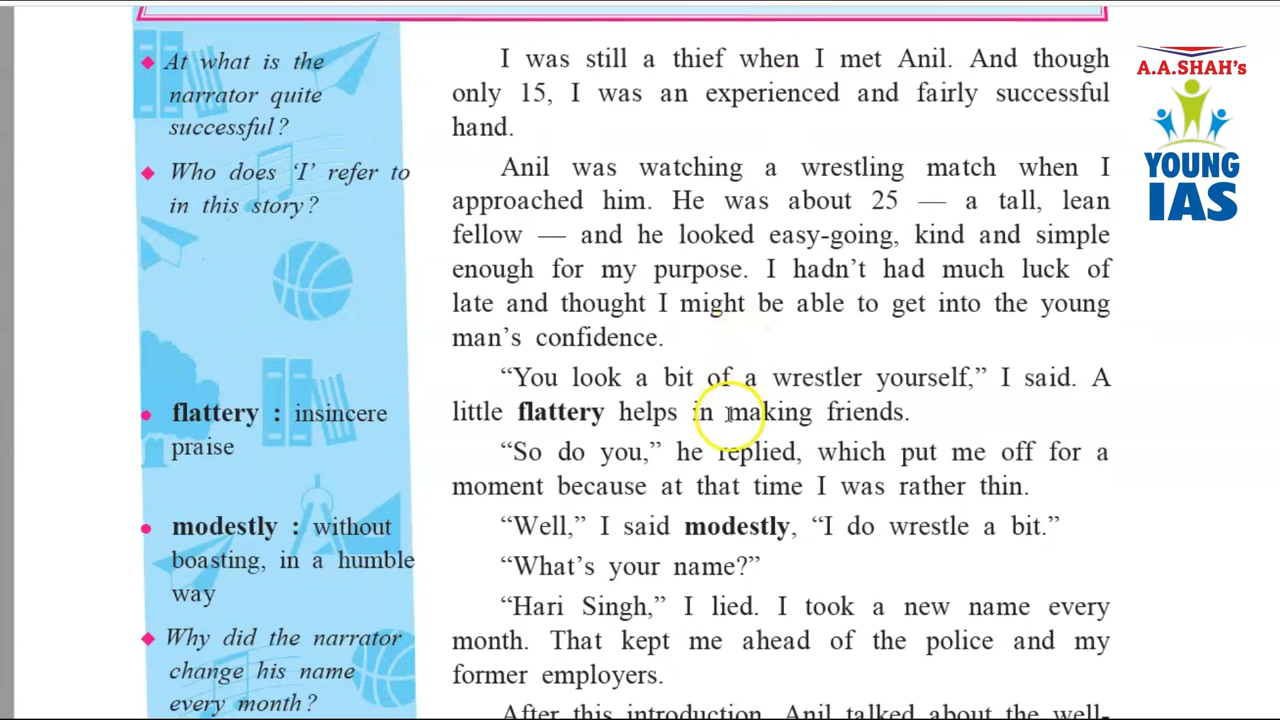 At what is the
narrator quite
successful?
Who does ‘I’ refer to
in this story?
flattery : insincere
praise
modestly : without
boasting, in a humble
way
Why did the narrator
change his name
every month?
I was still a thief when I met Anil. And though
only 15, I was an experienced and fairly successful
hand.
Anil was watching a wrestling match when I
approached him. He was about 25 — a tall, lean
fellow — and he looked easy-going, kind and simple
enough for my purpose. I hadn’t had much luck of
late and thought I might be able to get into the young
man’s confidence.
“You look a bit of a wrestler yourself,” I said. A
little flattery helps in making friends.
“So do you,” he replied, which put me off for a
moment because at that time I was rather thin.
“Well,” I said modestly, “I do wrestle a bit.”
“What’s your name?”
“Hari Singh,” I lied. I took a new name every
month. That kept me ahead of the police and my
former employers.
After this introduction, Anil talked about the well-
A.A.SHAH’s
YOUNG
IAS